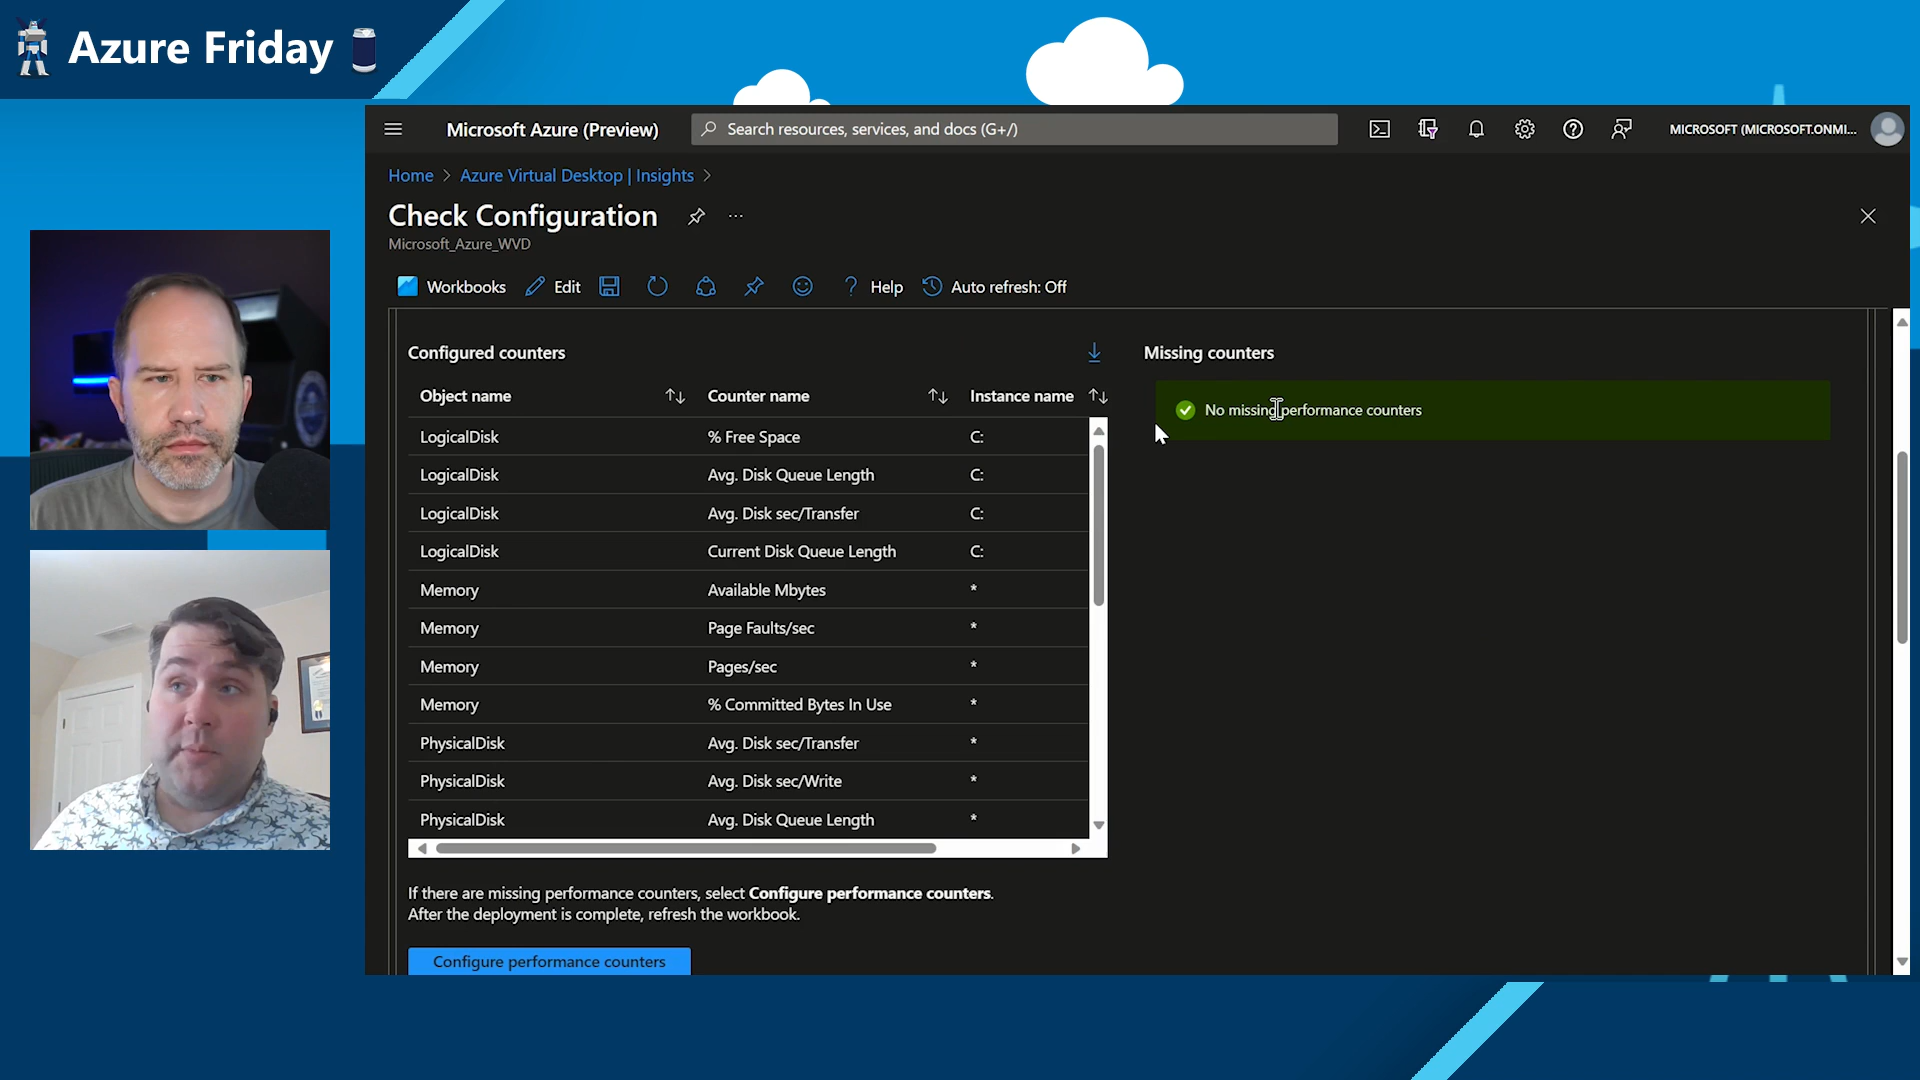 Azure Friday
Microsoft Azure (Preview)
Search resources, services, and docs (G+/)
MICROSOFT (MICROSOFT.ONMI...
Home > Azure Virtual Desktop | Insights >
Check Configuration
...
Microsoft_Azure_WVD
Workbooks
Edit
? Help
Auto refresh: Off
Configured counters
Object name Counter name Instance name
LogicalDisk % Free Space C:
LogicalDisk Avg. Disk Queue Length C:
LogicalDisk Avg. Disk sec/Transfer C:
LogicalDisk Current Disk Queue Length C:
Memory Available Mbytes *
Memory Page Faults/sec *
Memory Pages/sec *
Memory % Committed Bytes In Use *
PhysicalDisk Avg. Disk sec/Transfer *
PhysicalDisk Avg. Disk sec/Write *
PhysicalDisk Avg. Disk Queue Length *
If there are missing performance counters, select Configure performance counters.
After the deployment is complete, refresh the workbook.
Configure performance counters
Missing counters
No missing performance counters